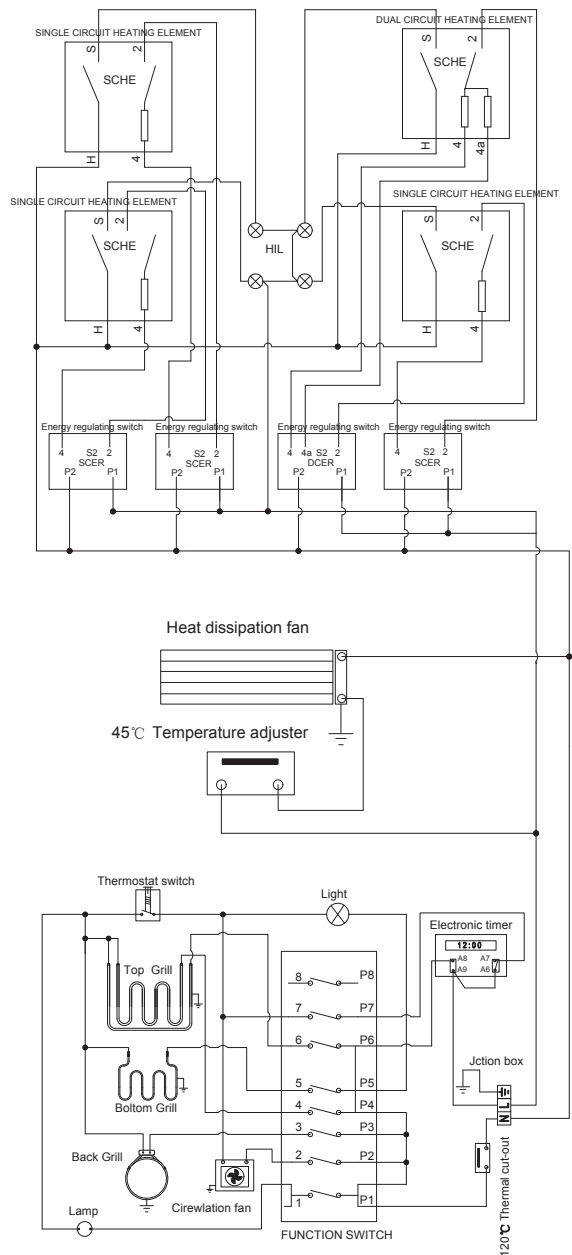 DUAL CIRCUIT HEATING ELEMENT
SINGLE CIRCUIT HEATING ELEMENT
S 2 S 2
SCHE SCHE
H 4 H 4 4a
SINGLE CIRCUIT HEATING ELEMENT SINGLE CIRCUIT HEATING ELEMENT
S 2 S 2
SCHE HIL SCHE
H 4 H 4
Energy regulating switch Energy regulating switch Energy regulating switch Energy regulating switch
4 S2 2 4 S2 2 4 4a S2 2 4 S2 2
SCER SCER DCER SCER
P2 P1 P2 P1 P2 P1 P2 P1
Heat dissipation fan
45℃ Temperature adjuster
Thermostat switch
Light
Electronic timer
12:00
A8 A7
A9 A6
Top Grill
8 P8
7 P7
6 P6
Jction box
5 P5
Boltom Grill
4 P4
N L
3 P3
Back Grill
2 P2
1 P1
Cirewlation fan
Lamp
FUNCTION SWITCH
120℃ Thermal cut-out